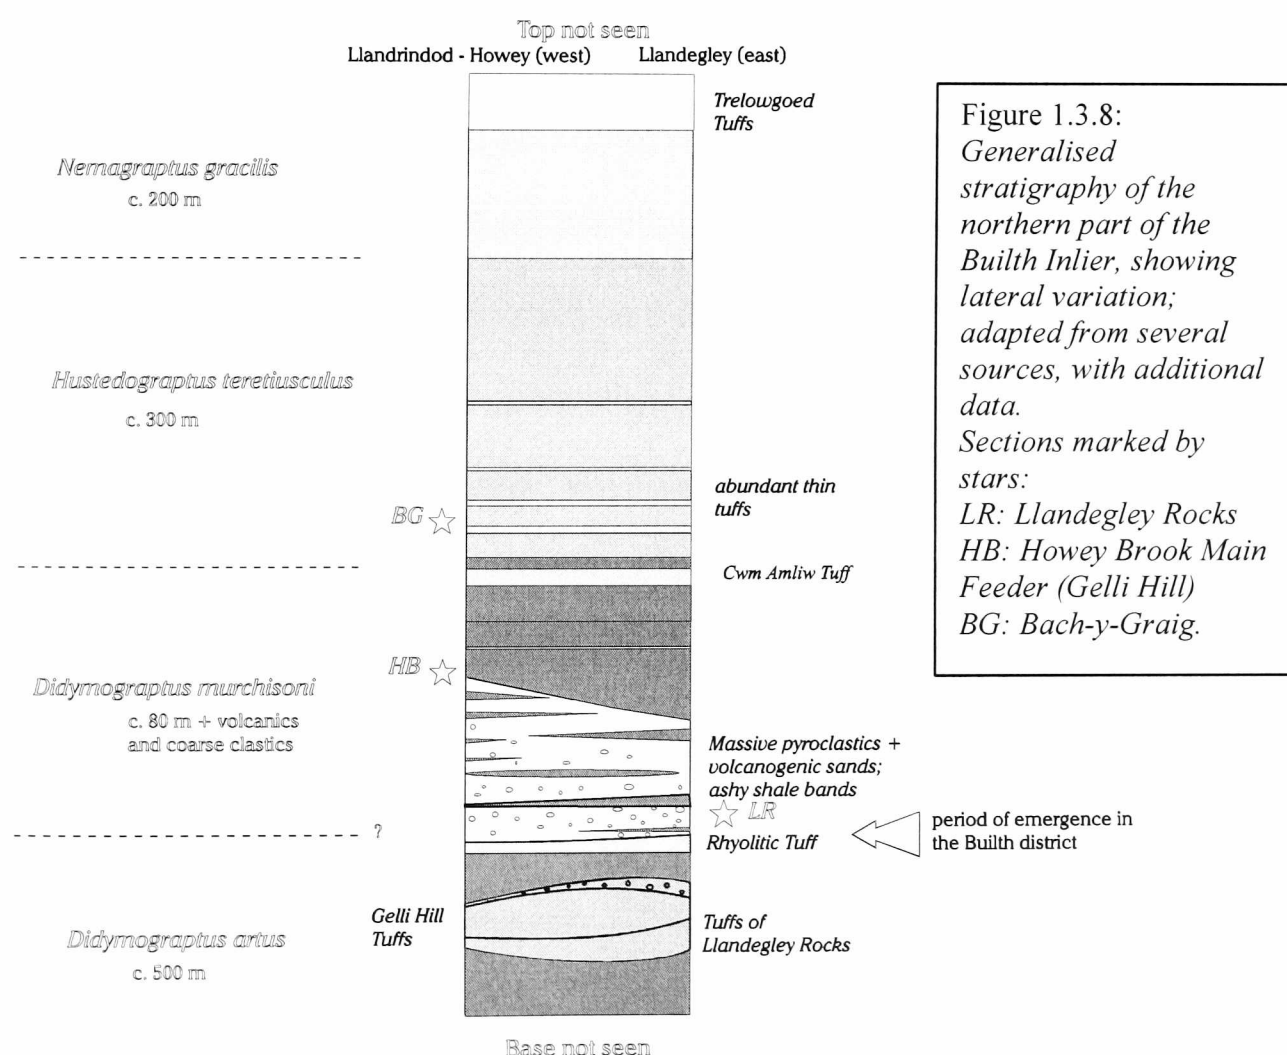 Top not seen
Llandrindod - Howey (west)
Llandegley (east)
Trelowgoed
Tuffs
Nemagraptus gracilis
c. 200 m
Hustedograptus teretiusculus
c. 300 m
abundant thin
tuffs
BG
Cwm Amliw Tuff
HB
Didymograptus murchisoni
c. 80 m + volcanics
and coarse clastics
Massive pyroclastics +
volcanogenic sands;
ashy shale bands
LR
?
Rhyolitic Tuff
period of emergence in
the Builth district
Gelli Hill
Tuffs
Didymograptus artus
c. 500 m
Tuffs of
Llandegley Rocks
Base not seen
Figure 1.3.8:
Generalised
stratigraphy of the
northern part of the
Builth Inlier, showing
lateral variation;
adapted from several
sources, with additional
data.
Sections marked by
stars:
LR: Llandegley Rocks
HB: Howey Brook Main
Feeder (Gelli Hill)
BG: Bach-y-Graig.